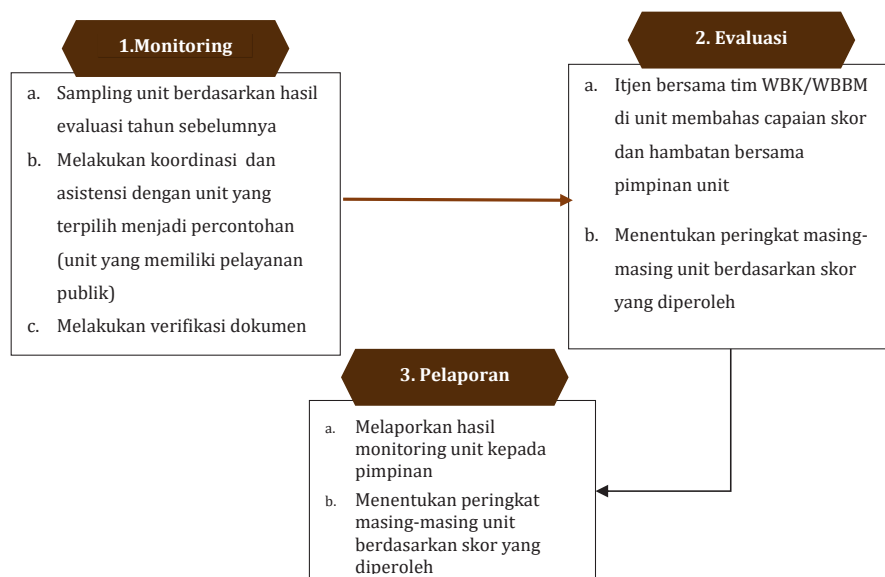 1.Monitoring
a. Sampling unit berdasarkan hasil
evaluasi tahun sebelumnya
b. Melakukan koordinasi dan
asistensi dengan unit yang
terpilih menjadi percontohan
(unit yang memiliki pelayanan
publik)
c. Melakukan verifikasi dokumen
2. Evaluasi
a. Itjen bersama tim WBK/WBBM
di unit membahas capaian skor
dan hambatan bersama
pimpinan unit
b. Menentukan peringkat masing-
masing unit berdasarkan skor
yang diperoleh
3. Pelaporan
a. Melaporkan hasil
monitoring unit kepada
pimpinan
b. Menentukan peringkat
masing-masing unit
berdasarkan skor yang
diperoleh